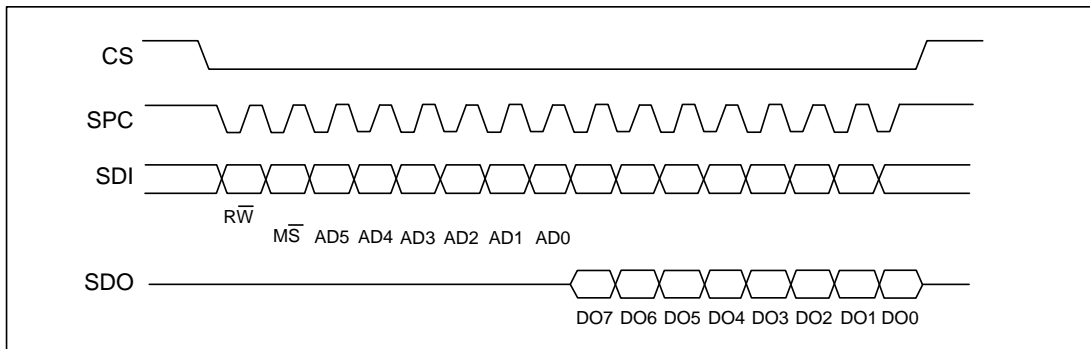 CS
SPC
SDI
RW̅
MS̅ AD5 AD4 AD3 AD2 AD1 AD0
SDO
DO7 DO6 DO5 DO4 DO3 DO2 DO1 DO0